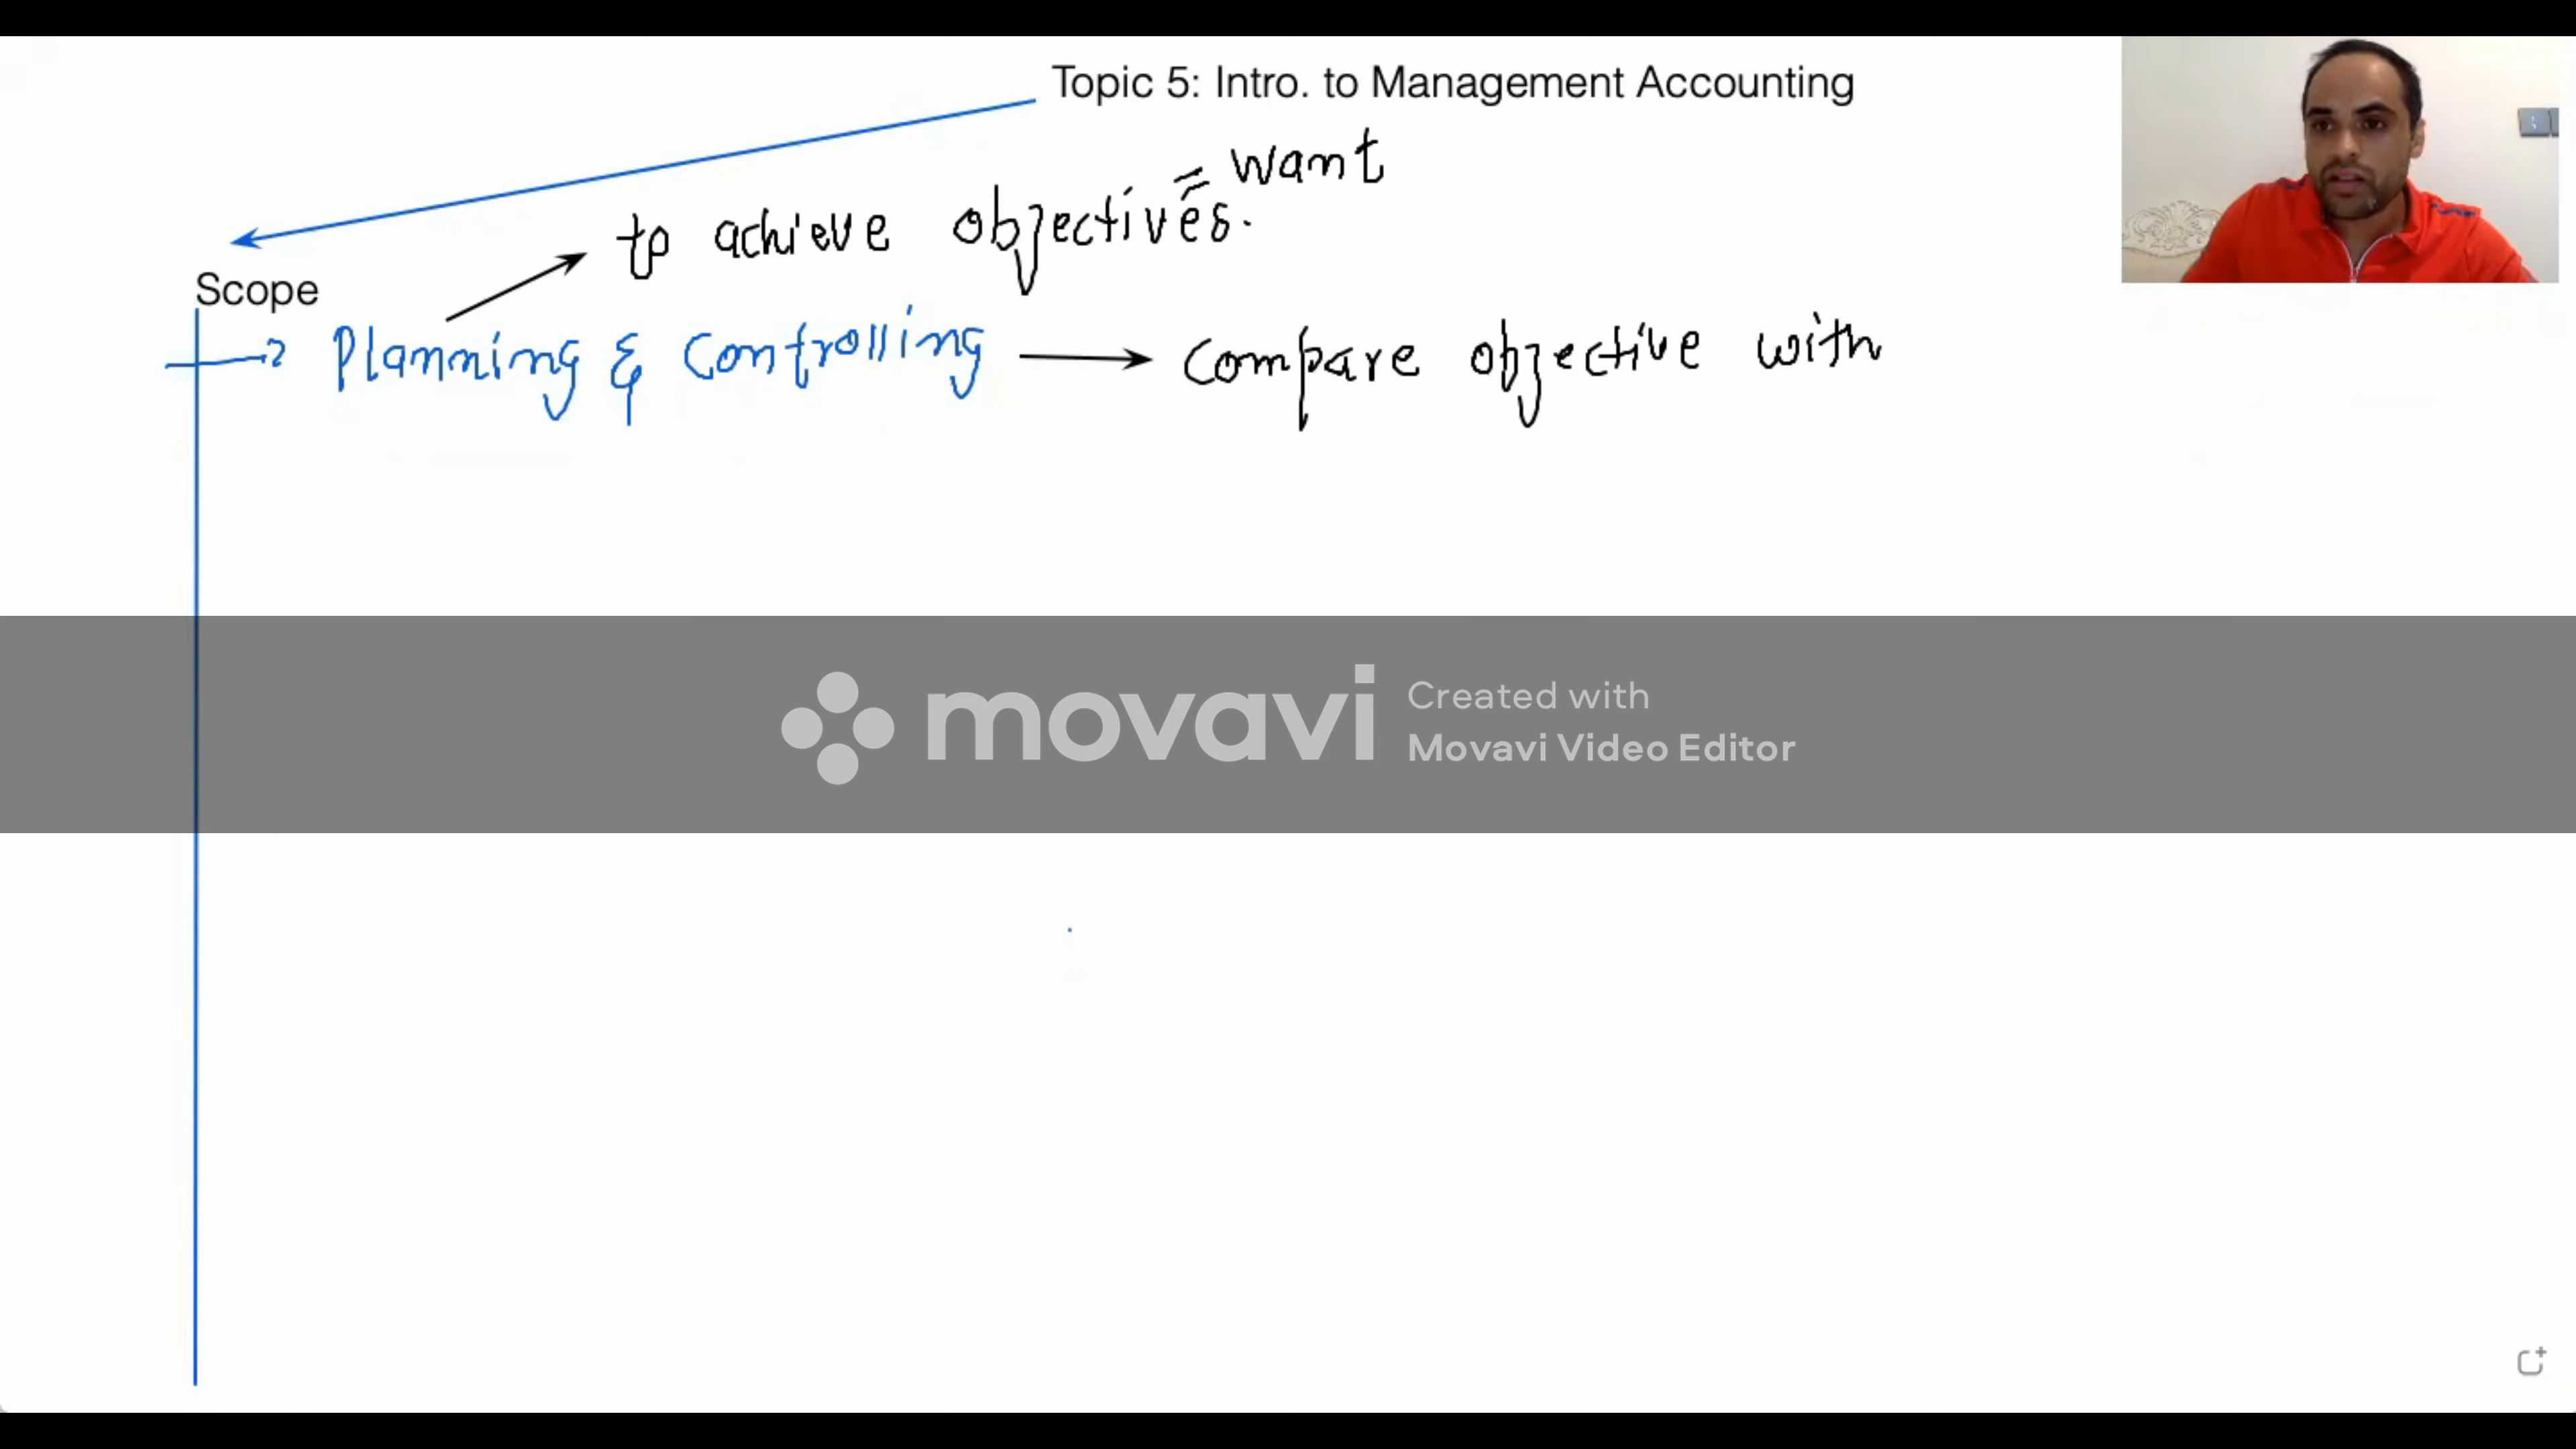 Topic 5: Intro. to Management Accounting
= want
to achieve objectives.
Scope
Planning & Controlling → Compare objective with
movavi
Created with
Movavi Video Editor